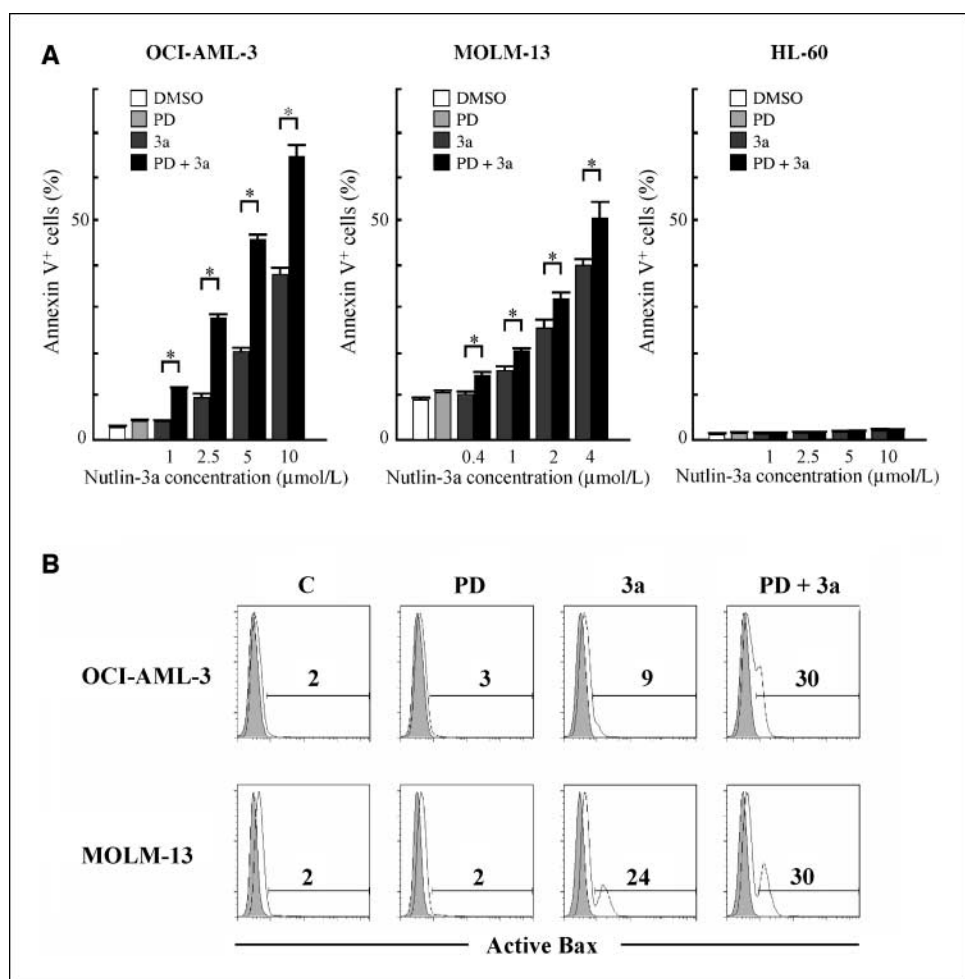 A
OCI-AML-3
MOLM-13
HL-60
DMSO
PD
3a
PD + 3a
DMSO
PD
3a
PD + 3a
DMSO
PD
3a
PD + 3a
Annexin V+ cells (%)
50
0
* * * *
1 2.5 5 10
Nutlin-3a concentration (μmol/L)
Annexin V+ cells (%)
50
0
* * * *
0.4 1 2 4
Nutlin-3a concentration (μmol/L)
Annexin V+ cells (%)
50
0
1 2.5 5 10
Nutlin-3a concentration (μmol/L)
B
C PD 3a PD + 3a
OCI-AML-3 2 3 9 30
MOLM-13 2 2 24 30
Active Bax